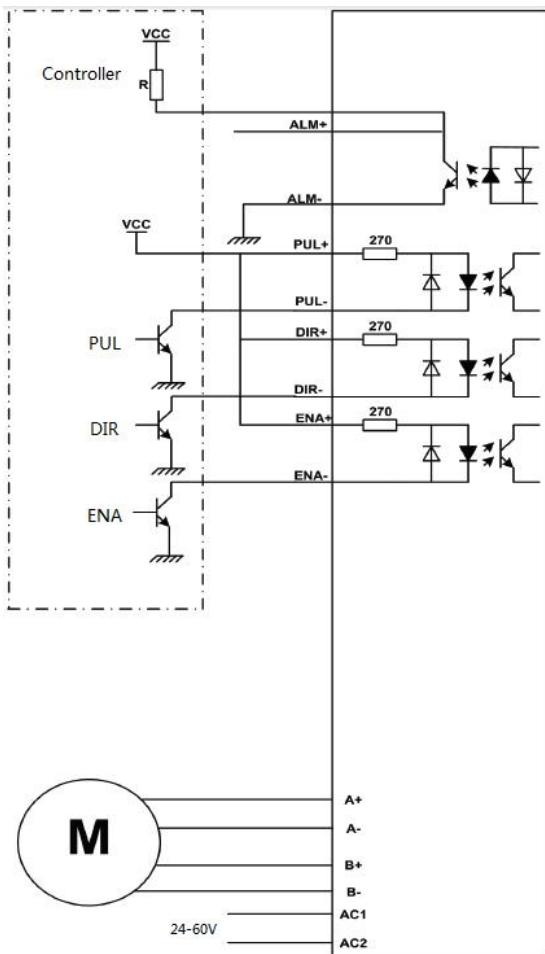 VCC
Controller
R
ALM+
ALM-
VCC
PUL+
270
PUL-
PUL
DIR+
270
DIR-
DIR
ENA+
270
ENA-
ENA
M
A+
A-
B+
B-
AC1
24-60V
AC2